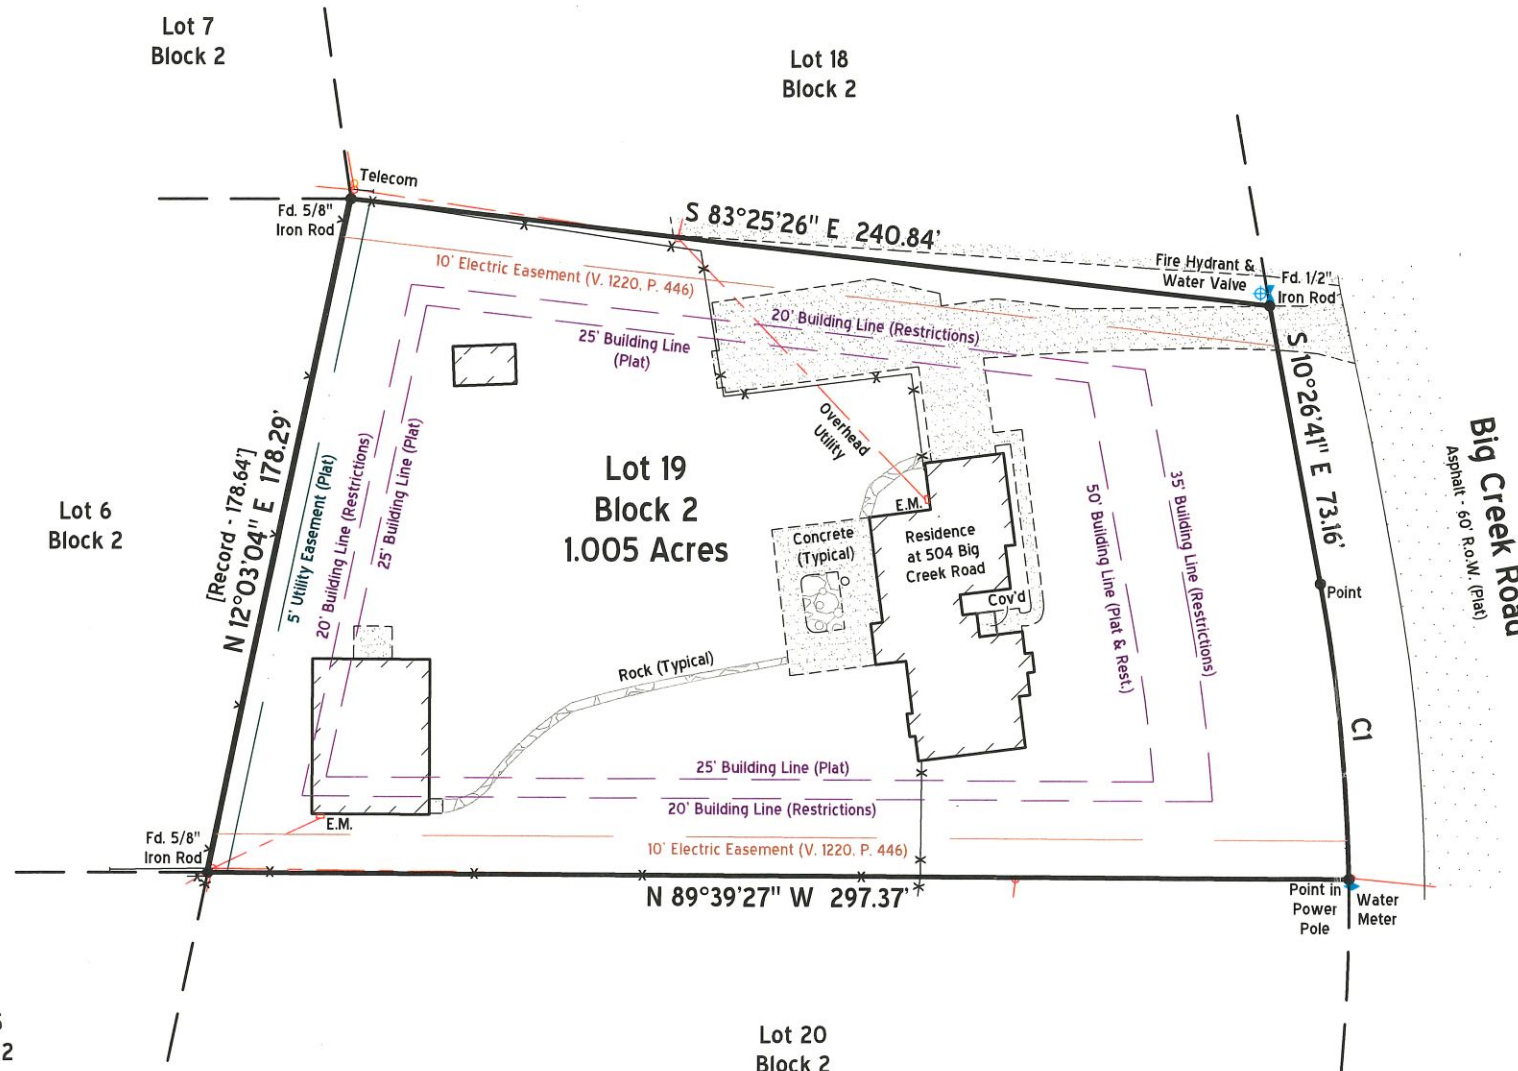 Lot 7
Block 2
Lot 18
Block 2
Telecom
Fd. 5/8"
Iron Rod
S 83°25'26" E 240.84'
Fire Hydrant &
Water Valve
Fd. 1/2"
Iron Rod
10' Electric Easement (V. 1220, P. 446)
20' Building Line (Restrictions)
25' Building Line
(Plat)
S 10°26'41" E 73.16'
Big Creek Road
Asphalt - 60' R.o.W. (Plat)
Overhead
Utility
Lot 19
Block 2
1.005 Acres
[Record - 178.64']
N 12°03'04" E 178.29'
5' Utility Easement (Plat)
20' Building Line (Restrictions)
25' Building Line (Plat)
Lot 6
Block 2
E.M.
Residence
at 504 Big
Creek Road
Concrete
(Typical)
Cov'd
50' Building Line (Plat & Rest.)
35' Building Line (Restrictions)
Point
Rock (Typical)
C1
25' Building Line (Plat)
20' Building Line (Restrictions)
E.M.
Fd. 5/8"
Iron Rod
10' Electric Easement (V. 1220, P. 446)
N 89°39'27" W 297.37'
Point in
Power
Pole
Water
Meter
2
Lot 20
Block 2